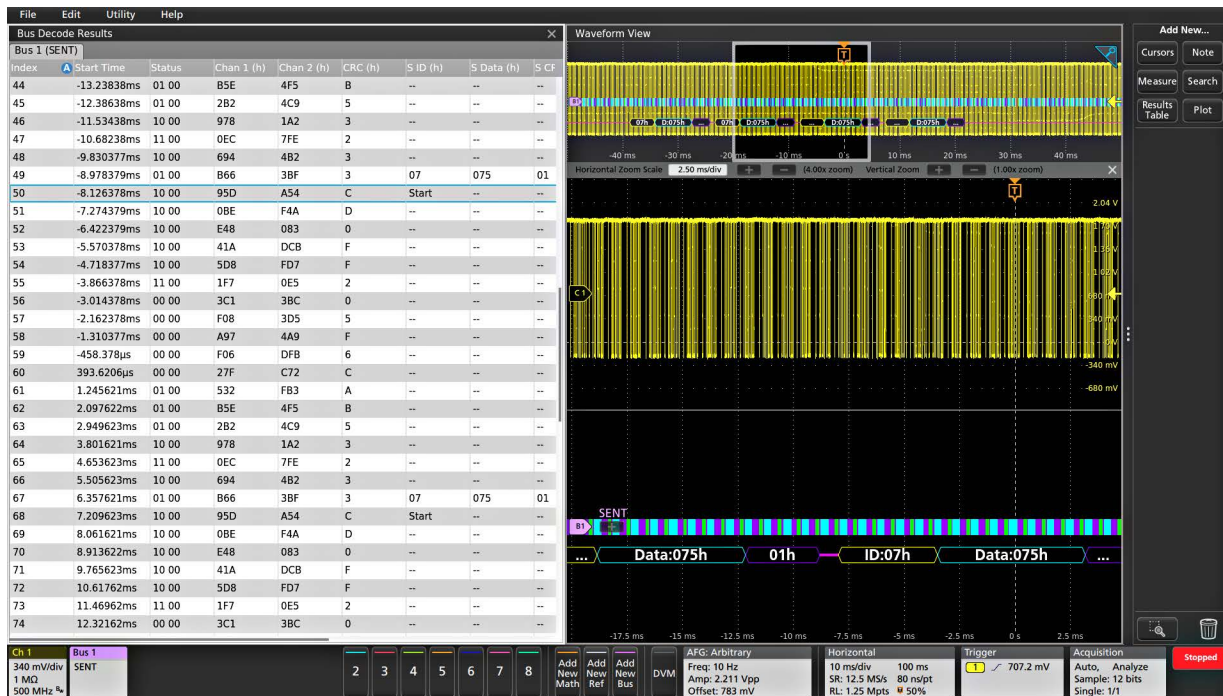 File Edit Utility Help
Bus Decode Results
Bus 1 (SENT)
Index A Start Time Status Chan 1 (h) Chan 2 (h) CRC (h) S ID (h) S Data (h) S CF
44 -13.23838ms 01 00 B5E 4F5 B -- -- --
45 -12.38638ms 01 00 2B2 4C9 5 -- -- --
46 -11.53438ms 10 00 978 1A2 3 -- -- --
47 -10.68238ms 11 00 0EC 7FE 2 -- -- --
48 -9.830377ms 10 00 694 4B2 3 -- -- --
49 -8.978379ms 01 00 B66 3BF 3 07 075 01
50 -8.126378ms 10 00 95D A54 C Start -- --
51 -7.274379ms 10 00 0BE F4A D -- -- --
52 -6.422379ms 10 00 E48 083 0 -- -- --
53 -5.570378ms 10 00 41A DCB F -- -- --
54 -4.718377ms 10 00 5D8 FD7 F -- -- --
55 -3.866378ms 11 00 1F7 0E5 2 -- -- --
56 -3.014378ms 00 00 3C1 3BC 0 -- -- --
57 -2.162378ms 00 00 F08 3D5 5 -- -- --
58 -1.310377ms 00 00 A97 4A9 F -- -- --
59 -458.378µs 00 00 F06 DFB 6 -- -- --
60 393.6206µs 00 00 27F C72 C -- -- --
61 1.245621ms 01 00 532 FB3 A -- -- --
62 2.097622ms 01 00 B5E 4F5 B -- -- --
63 2.949623ms 01 00 2B2 4C9 5 -- -- --
64 3.801621ms 10 00 978 1A2 3 -- -- --
65 4.653623ms 11 00 0EC 7FE 2 -- -- --
66 5.505623ms 10 00 694 4B2 3 -- -- --
67 6.357621ms 01 00 B66 3BF 3 07 075 01
68 7.209623ms 10 00 95D A54 C Start -- --
69 8.061621ms 10 00 0BE F4A D -- -- --
70 8.913622ms 10 00 E48 083 0 -- -- --
71 9.765623ms 10 00 41A DCB F -- -- --
72 10.61762ms 10 00 5D8 FD7 F -- -- --
73 11.46962ms 11 00 1F7 0E5 2 -- -- --
74 12.32162ms 00 00 3C1 3BC 0 -- -- --
Waveform View
T
B1
07h D:075h ... 07h D:075h ... ... D:075h ... ... D:075h ...
-40 ms -30 ms -20 ms -10 ms 0 s 10 ms 20 ms 30 ms 40 ms
Horizontal Zoom Scale 2.50 ms/div + − (4.00x zoom) Vertical Zoom + − (1.00x zoom)
T
2.04 V
1.36 V
1.02 V
C1
680 mV
340 mV
0 V
-340 mV
-680 mV
SENT
B1 +
... Data:075h 01h ID:07h Data:075h ...
-17.5 ms -15 ms -12.5 ms -10 ms -7.5 ms -5 ms -2.5 ms 0 s 2.5 ms
Add New...
Cursors Note
Measure Search
Results Table Plot
Ch 1
340 mV/div
1 MΩ
500 MHz
Bus 1
SENT
2 3 4 5 6 7 8
Add New Math
Add New Ref
Add New Bus
DVM
AFG: Arbitrary
Freq: 10 Hz
Amp: 2.211 Vpp
Offset: 783 mV
Horizontal
10 ms/div 100 ms
SR: 12.5 MS/s 80 ns/pt
RL: 1.25 Mpts 50%
Trigger
1 707.2 mV
Acquisition
Auto, Analyze
Sample: 12 bits
Single: 1/1
Stopped